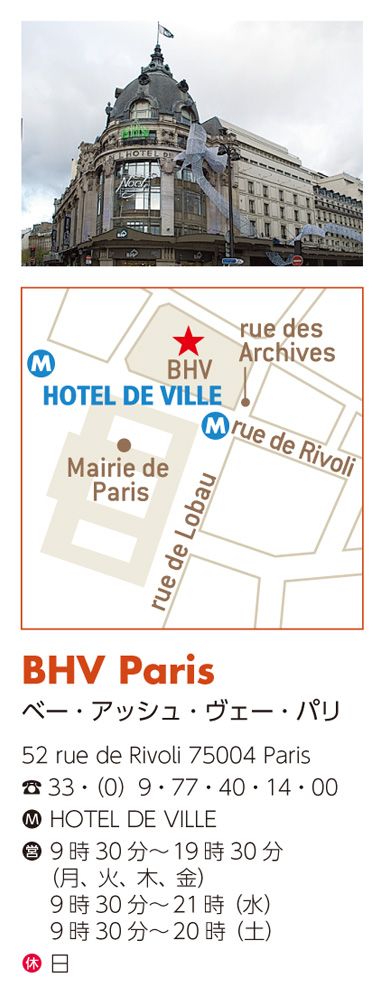 BHV
L HOTEL D
Noël
M
rue des
Archives
BHV
HOTEL DE VILLE
M
rue de Rivoli
Mairie de
Paris
rue de Lobau
BHV Paris
ベー・アッシュ・ヴェー・パリ
52 rue de Rivoli 75004 Paris
☎ 33・(0) 9・77・40・14・00
Ⓜ HOTEL DE VILLE
営 9時30分〜19時30分
（月、火、木、金）
9時30分〜21時（水）
9時30分〜20時（土）
休 日